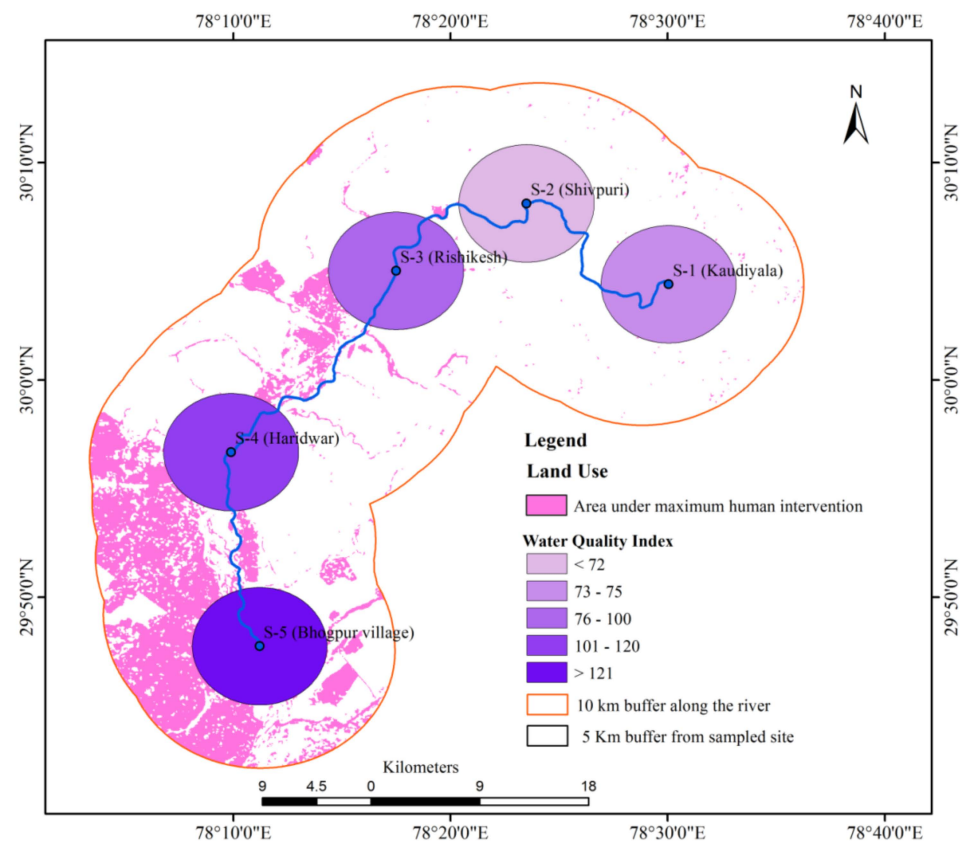 78°10'0"E 78°20'0"E 78°30'0"E 78°40'0"E
N
30°10'0"N 30°10'0"N
S-2 (Shivpuri)
S-3 (Rishikesh)
S-1 (Kaudiyala)
30°0'0"N 30°0'0"N
S-4 (Haridwar)
29°50'0"N 29°50'0"N
S-5 (Bhogpur village)
Legend
Land Use
Area under maximum human intervention
Water Quality Index
< 72
73 - 75
76 - 100
101 - 120
> 121
10 km buffer along the river
5 Km buffer from sampled site
Kilometers
9 4.5 0 9 18
78°10'0"E 78°20'0"E 78°30'0"E 78°40'0"E